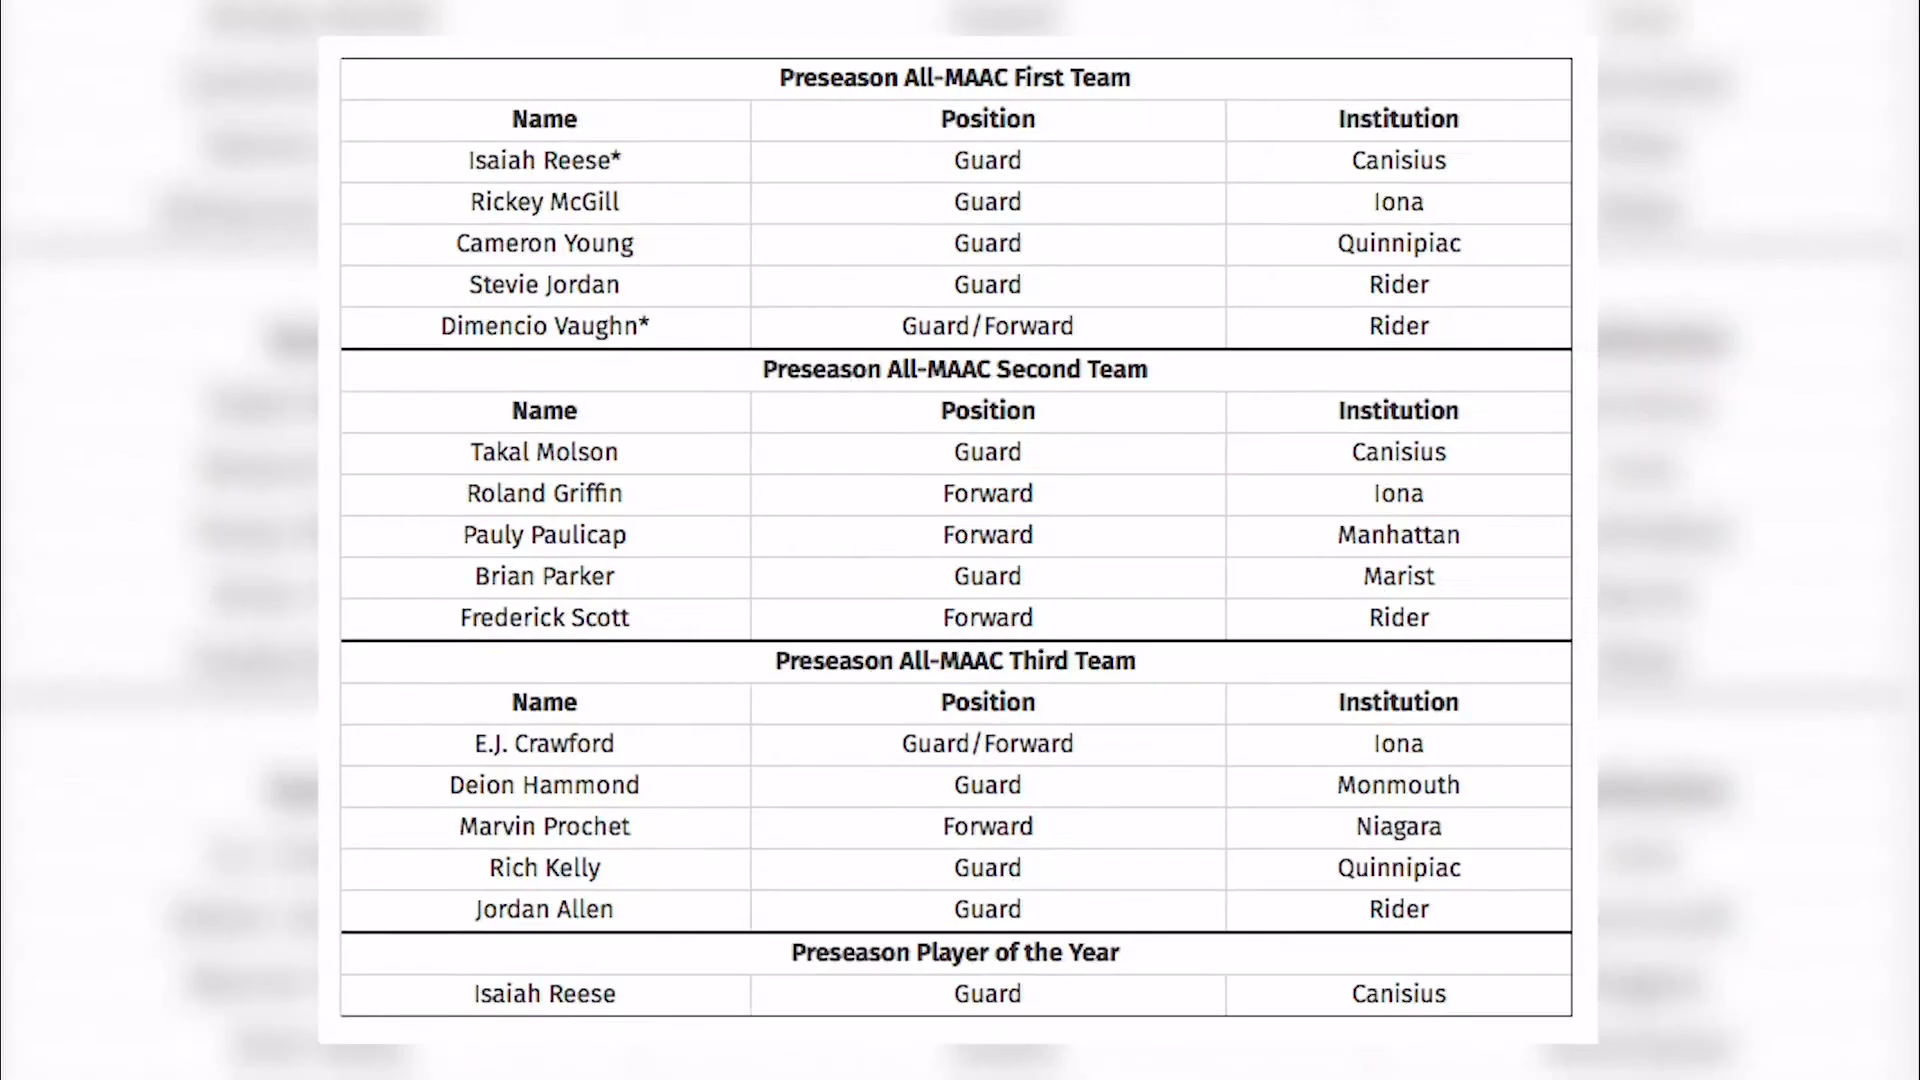 Preseason All-MAAC First Team
Name Position Institution
Isaiah Reese* Guard Canisius
Rickey McGill Guard Iona
Cameron Young Guard Quinnipiac
Stevie Jordan Guard Rider
Dimencio Vaughn* Guard/Forward Rider
Preseason All-MAAC Second Team
Name Position Institution
Takal Molson Guard Canisius
Roland Griffin Forward Iona
Pauly Paulicap Forward Manhattan
Brian Parker Guard Marist
Frederick Scott Forward Rider
Preseason All-MAAC Third Team
Name Position Institution
E.J. Crawford Guard/Forward Iona
Deion Hammond Guard Monmouth
Marvin Prochet Forward Niagara
Rich Kelly Guard Quinnipiac
Jordan Allen Guard Rider
Preseason Player of the Year
Isaiah Reese Guard Canisius